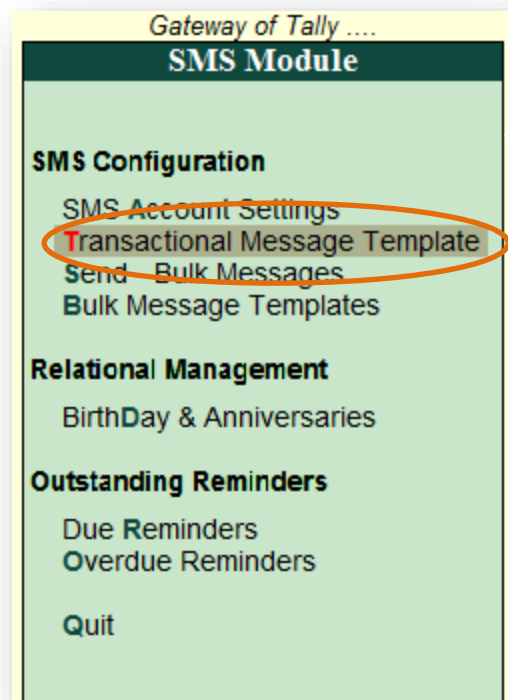 Gateway of Tally ....
SMS Module
SMS Configuration
SMS Account Settings
Transactional Message Template
Send Bulk Messages
Bulk Message Templates
Relational Management
BirthDay & Anniversaries
Outstanding Reminders
Due Reminders
Overdue Reminders
Quit